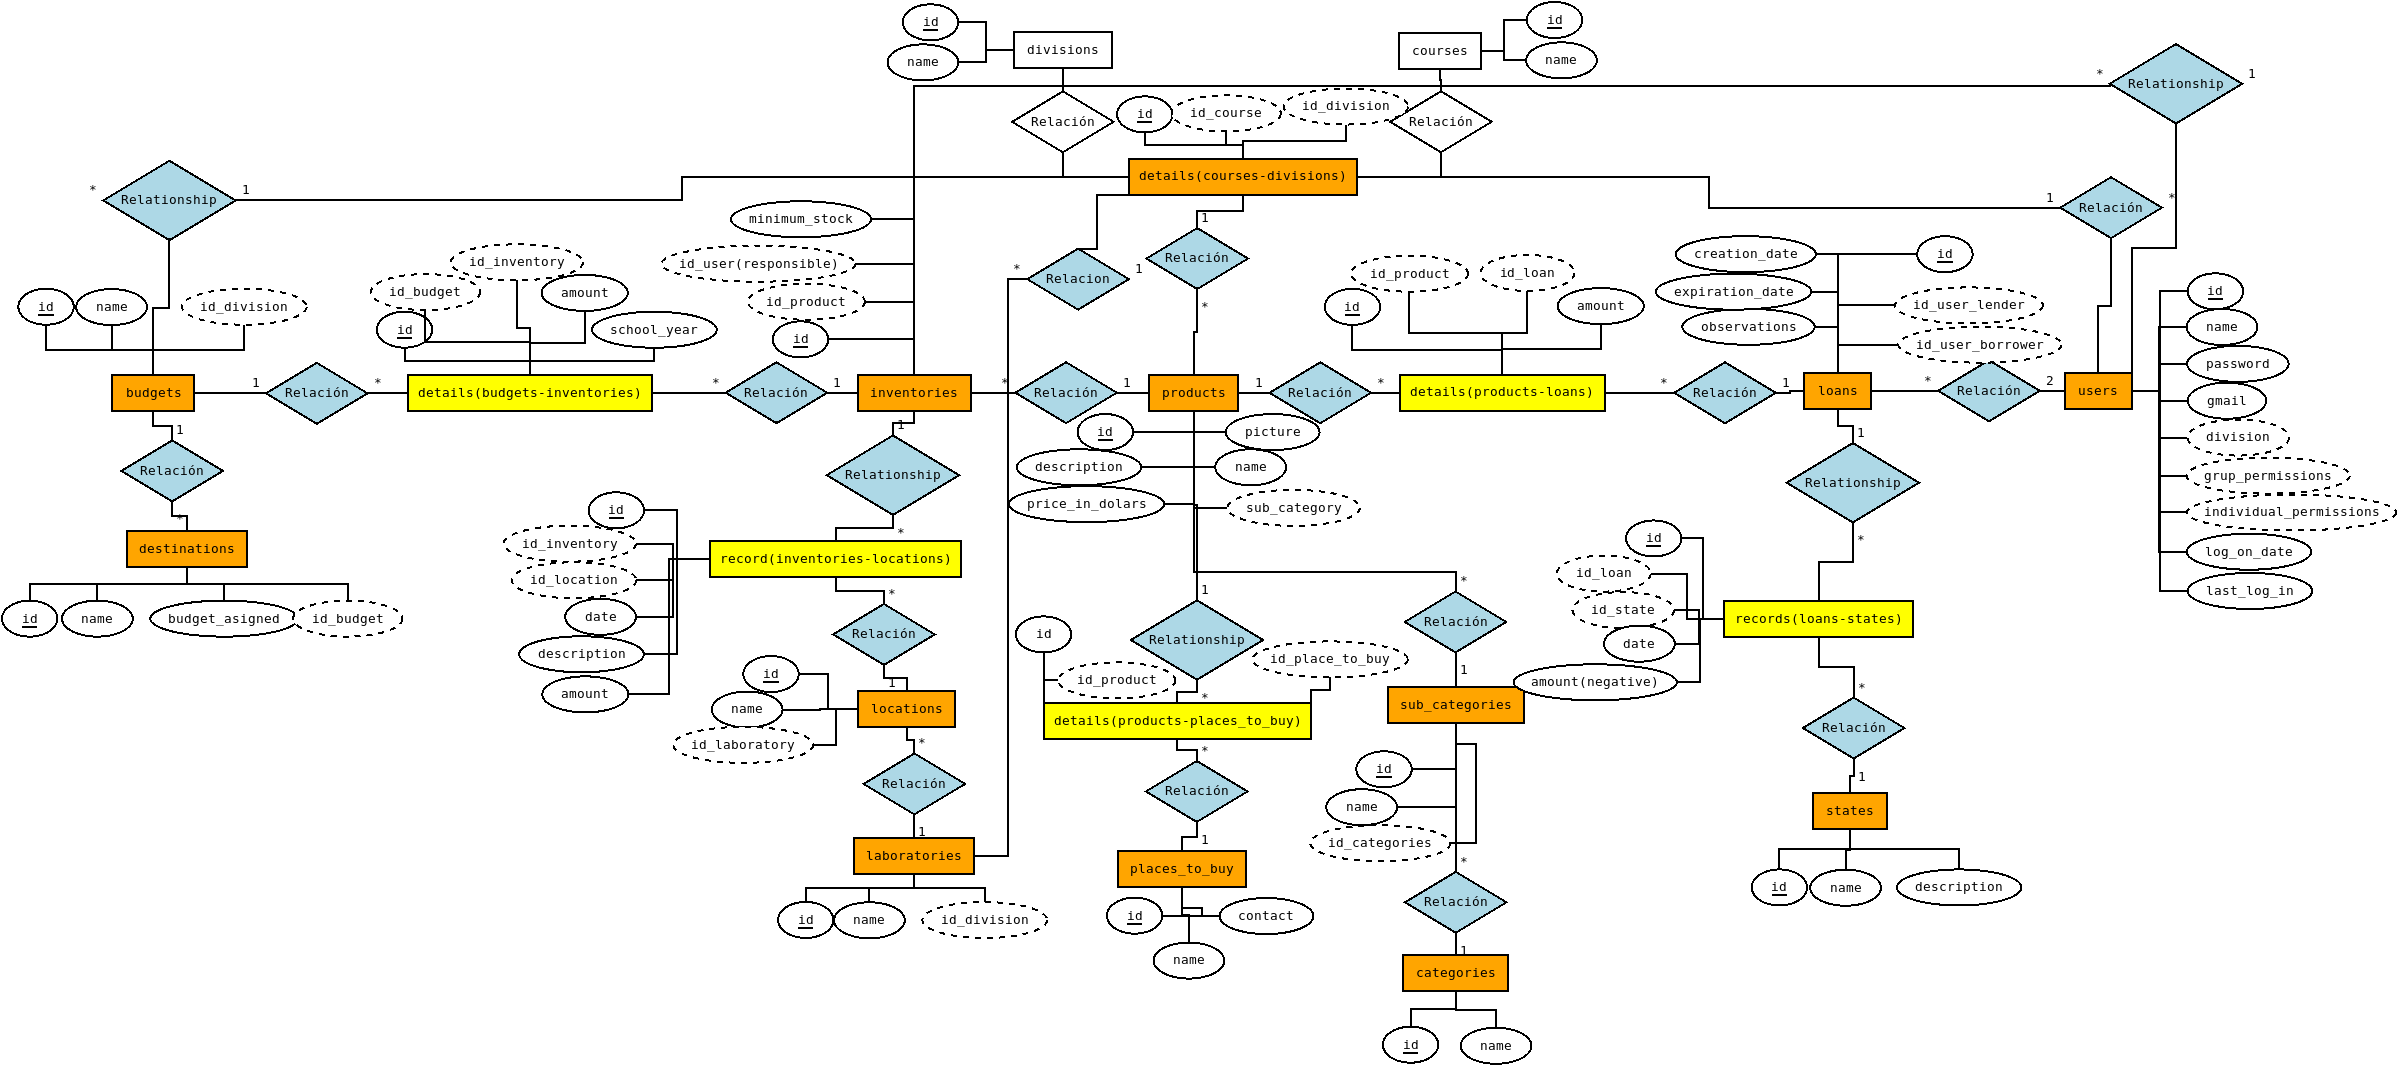 id
id
divisions
courses
name
name
*
Relationship
1
id
id_course
id_division
Relación
Relación
details(courses-divisions)
*
Relationship
1
1
Relación
*
minimum_stock
1
Relación
*
id_user(responsible)
*
Relacion
1
id_product
id_inventory
id_budget
amount
id
school_year
id
name
id_division
id_product
id_loan
id
amount
creation_date
id
expiration_date
id_user_lender
observations
id_user_borrower
id
name
password
gmail
division
grup_permissions
individual_permissions
log_on_date
last_log_in
budgets
1
Relación
*
details(budgets-inventories)
*
Relación
1
inventories
*
Relación
1
products
1
Relación
*
details(products-loans)
*
Relación
1
loans
*
Relación
2
users
1
Relación
*
destinations
id
name
budget_asigned
id_budget
1
Relationship
*
id
picture
description
name
price_in_dolars
sub_category
1
Relationship
*
id
id_inventory
id_location
date
description
amount
record(inventories-locations)
*
Relación
1
id
name
id_laboratory
locations
*
Relación
1
laboratories
id
name
id_division
1
Relationship
*
id
id_product
id_place_to_buy
details(products-places_to_buy)
*
Relación
1
places_to_buy
id
contact
name
*
Relación
1
sub_categories
id
name
id_categories
*
Relación
1
categories
id
name
id
id_loan
id_state
date
amount(negative)
records(loans-states)
*
Relación
1
states
id
name
description